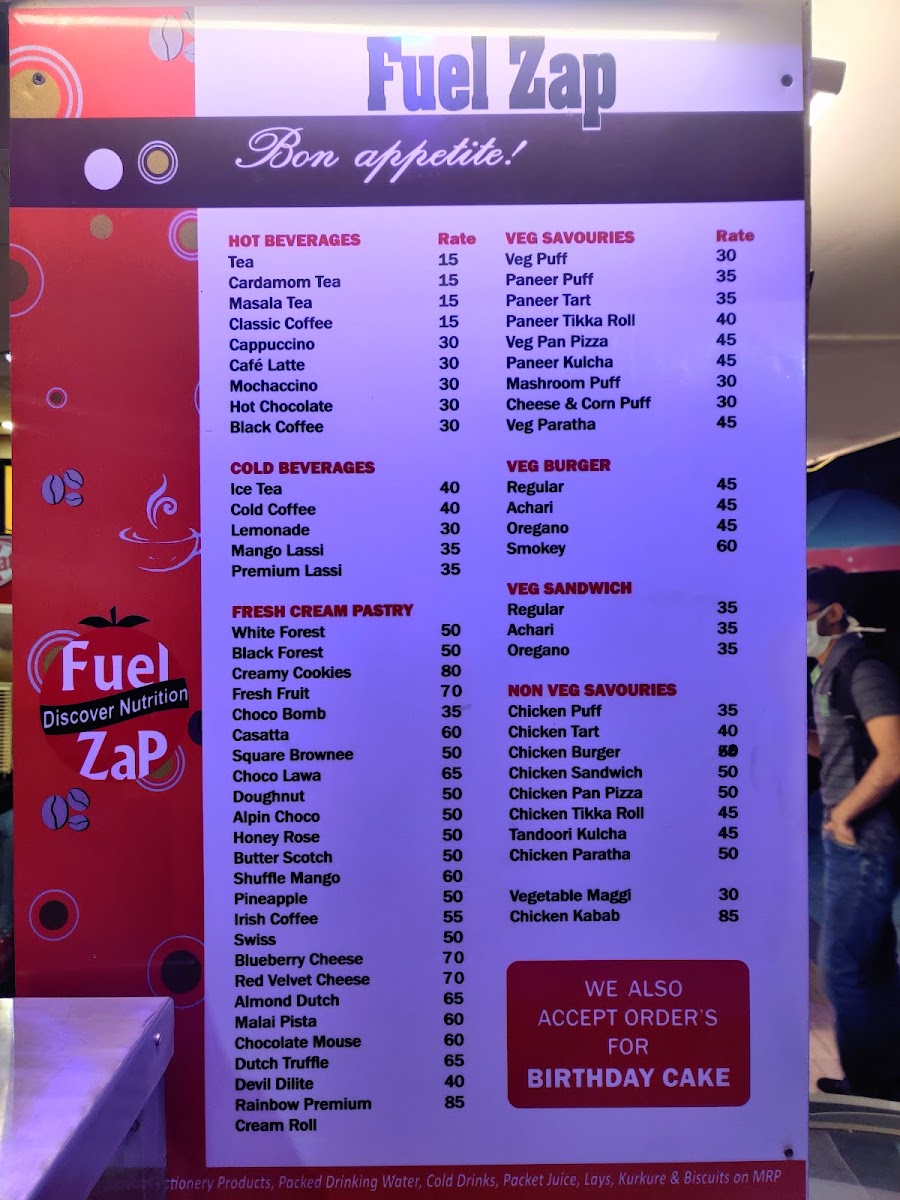 Fuel Zap
Bon appetite!
HOT BEVERAGES Rate
Tea 15
Cardamom Tea 15
Masala Tea 15
Classic Coffee 15
Cappuccino 30
Café Latte 30
Mochaccino 30
Hot Chocolate 30
Black Coffee 30
COLD BEVERAGES
Ice Tea 40
Cold Coffee 40
Lemonade 30
Mango Lassi 35
Premium Lassi 35
FRESH CREAM PASTRY
White Forest 50
Black Forest 50
Creamy Cookies 80
Fresh Fruit 70
Choco Bomb 35
Casatta 60
Square Brownee 50
Choco Lawa 65
Doughnut 50
Alpin Choco 50
Honey Rose 50
Butter Scotch 50
Shuffle Mango 60
Pineapple 50
Irish Coffee 55
Swiss 50
Blueberry Cheese 70
Red Velvet Cheese 70
Almond Dutch 65
Malai Pista 60
Chocolate Mouse 60
Dutch Truffle 65
Devil Dilite 40
Rainbow Premium 85
Cream Roll
VEG SAVOURIES Rate
Veg Puff 30
Paneer Puff 35
Paneer Tart 35
Paneer Tikka Roll 40
Veg Pan Pizza 45
Paneer Kulcha 45
Mashroom Puff 30
Cheese & Corn Puff 30
Veg Paratha 45
VEG BURGER
Regular 45
Achari 45
Oregano 45
Smokey 60
VEG SANDWICH
Regular 35
Achari 35
Oregano 35
NON VEG SAVOURIES
Chicken Puff 35
Chicken Tart 40
Chicken Burger
Chicken Sandwich 50
Chicken Pan Pizza 50
Chicken Tikka Roll 45
Tandoori Kulcha 45
Chicken Paratha 50
Vegetable Maggi 30
Chicken Kabab 85
WE ALSO
ACCEPT ORDER'S
FOR
BIRTHDAY CAKE
Fuel
Discover Nutrition
ZaP
Products, Packed Drinking Water, Cold Drinks, Packet Juice, Lays, Kurkure & Biscuits on MRP